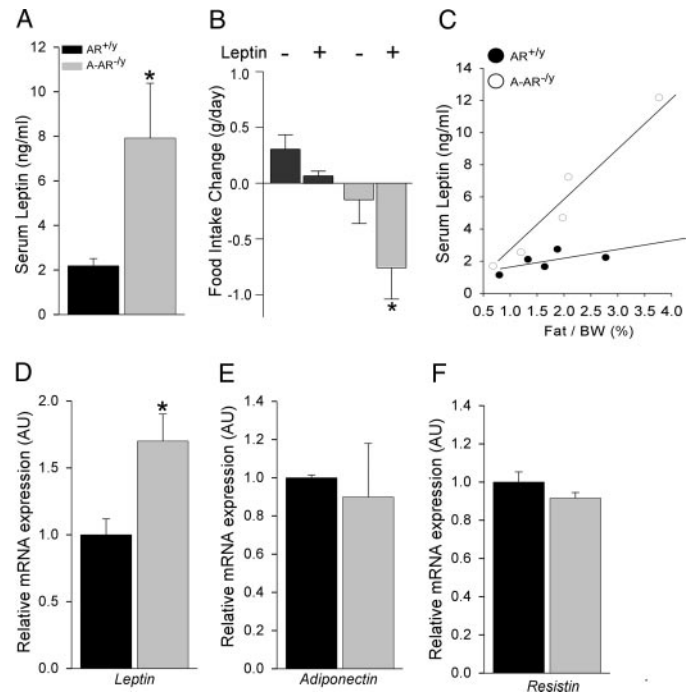 A
AR+/y
A-AR-/y
Serum Leptin (ng/ml)
12
10
8
6
4
2
0
*
B
Leptin - + - +
Food Intake Change (g/day)
1.0
0.5
0.0
-0.5
-1.0
*
C
AR+/y
A-AR-/y
Serum Leptin (ng/ml)
14
12
10
8
6
4
2
0
0.5 1.0 1.5 2.0 2.5 3.0 3.5 4.0
Fat / BW (%)
D
Relative mRNA expression (AU)
2.0
1.5
1.0
0.5
0.0
*
Leptin
E
Relative mRNA expression (AU)
1.4
1.2
1.0
0.8
0.6
0.4
0.2
0.0
Adiponectin
F
Relative mRNA expression (AU)
1.4
1.2
1.0
0.8
0.6
0.4
0.2
0.0
Resistin